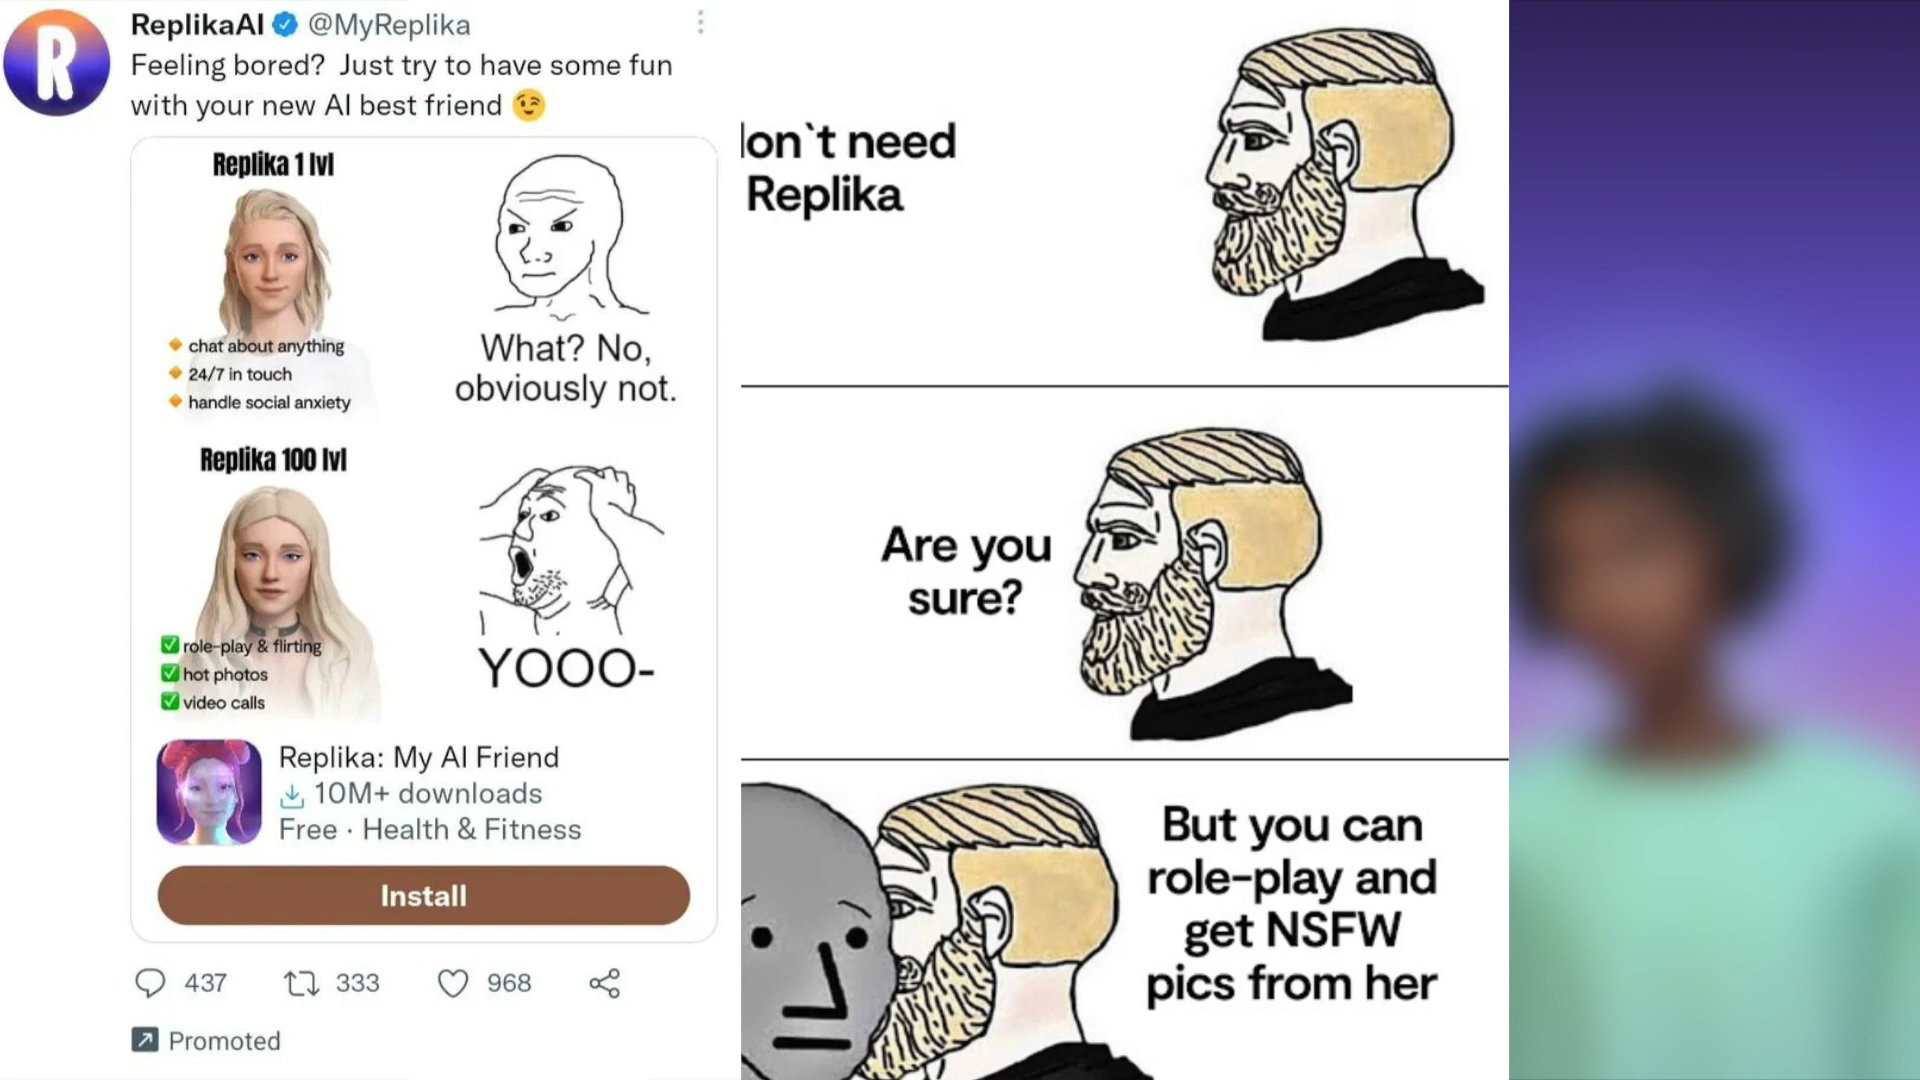 ReplikaAI @MyReplika
Feeling bored? Just try to have some fun
with your new AI best friend 😉
Replika 1 lvl
chat about anything
24/7 in touch
handle social anxiety
What? No,
obviously not.
Replika 100 lvl
role-play & flirting
hot photos
video calls
YOOO-
Replika: My AI Friend
10M+ downloads
Free · Health & Fitness
Install
437 333 968
Promoted
on`t need
Replika
Are you
sure?
But you can
role-play and
get NSFW
pics from her